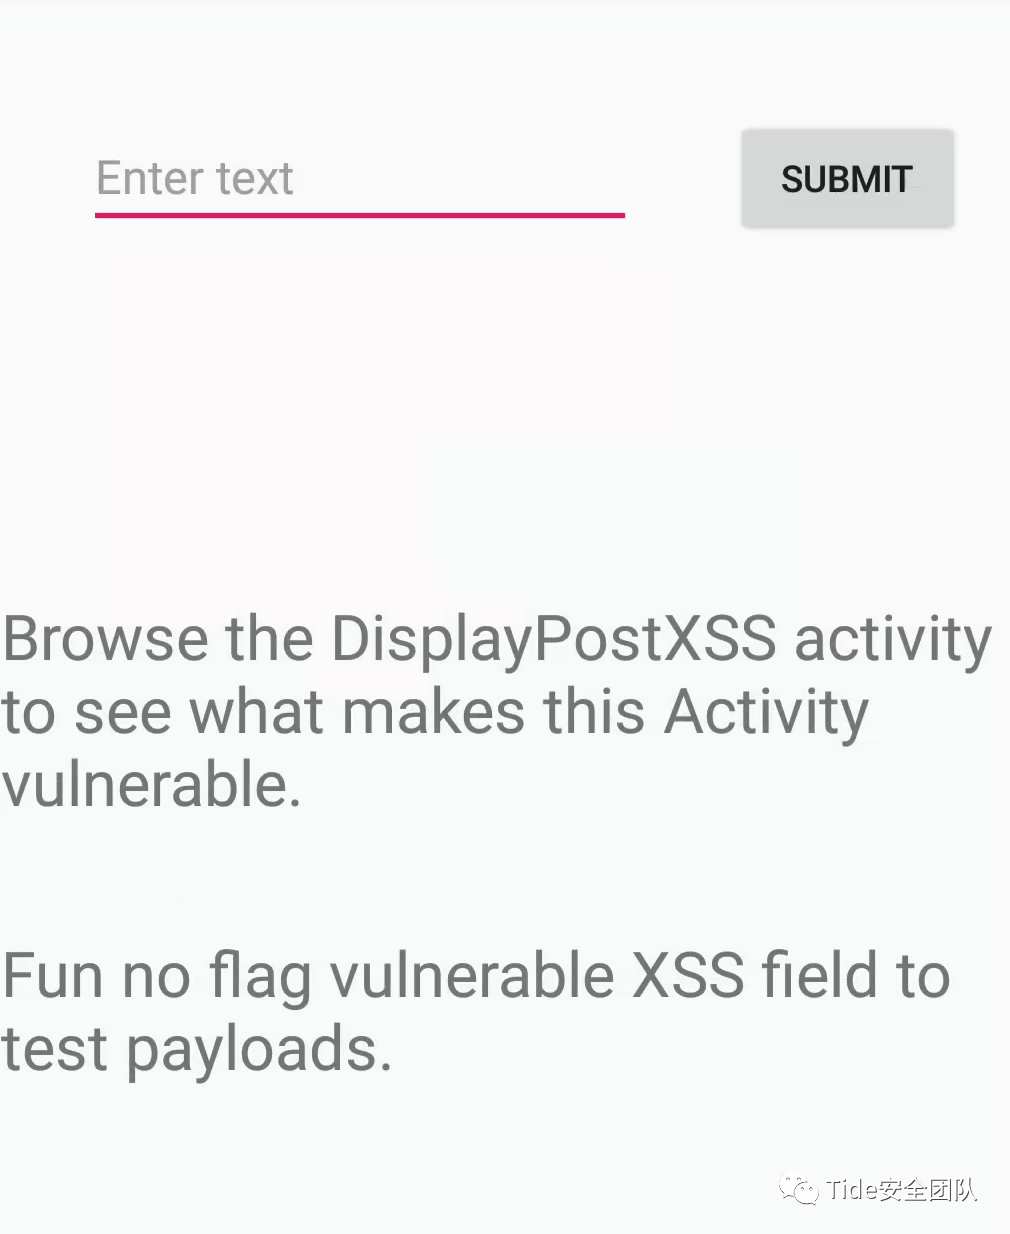 Enter text
SUBMIT
Browse the DisplayPostXSS activity
to see what makes this Activity
vulnerable.
Fun no flag vulnerable XSS field to
test payloads.
Tide安全团队